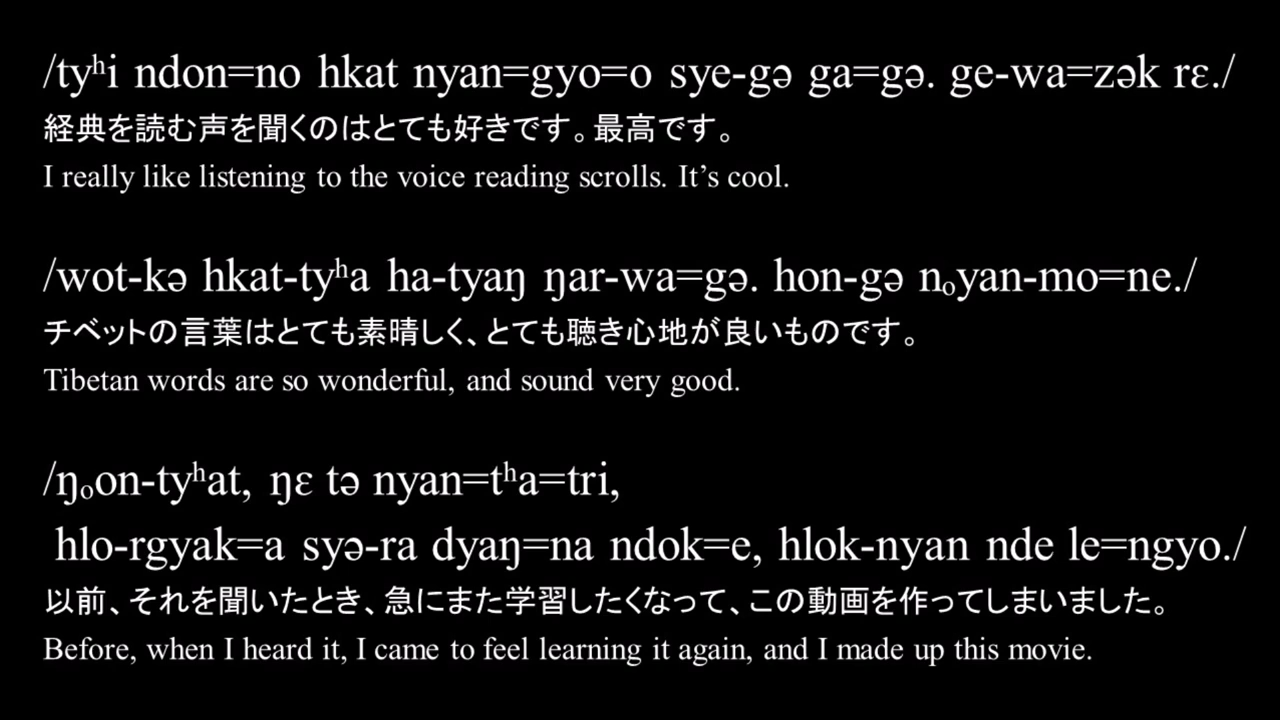 /tyʰi ndon=no hkat nyan=gyo=o sye-gə ga=gə. ge-wa=zək rɛ./
経典を読む声を聞くのはとても好きです。最高です。
I really like listening to the voice reading scrolls. It’s cool.
/wot-kə hkat-tyʰa ha-tyaŋ ŋar-wa=gə. hon-gə nₒyan-mo=ne./
チベットの言葉はとても素晴しく、とても聴き心地が良いものです。
Tibetan words are so wonderful, and sound very good.
/ŋₒon-tyʰat, ŋɛ tə nyan=tʰa=tri,
hlo-rgyak=a syə-ra dyaŋ=na ndok=e, hlok-nyan nde le=ngyo./
以前、それを聞いたとき、急にまた学習したくなって、この動画を作ってしまいました。
Before, when I heard it, I came to feel learning it again, and I made up this movie.